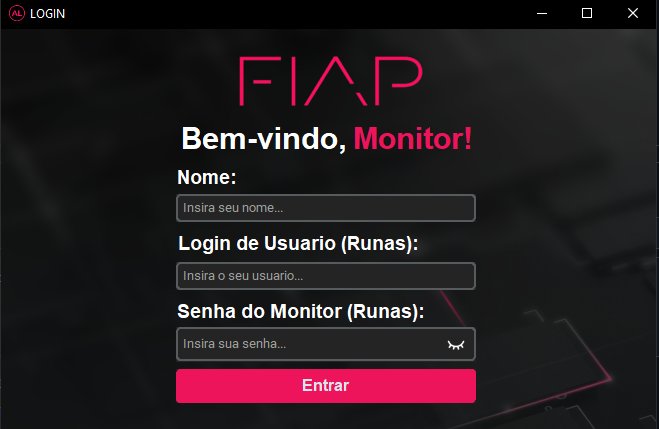 AL LOGIN
FIAP
Bem-vindo, Monitor!
Nome:
Insira seu nome...
Login de Usuario (Runas):
Insira o seu usuario...
Senha do Monitor (Runas):
Insira sua senha...
Entrar